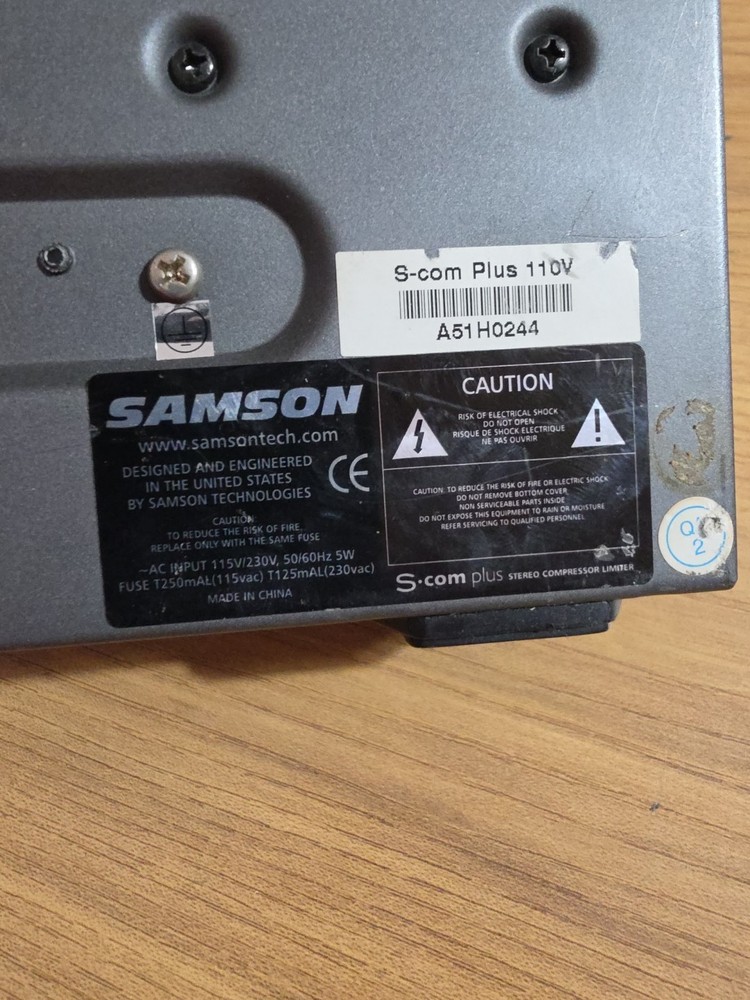 S-com Plus 110V
A51H0244
SAMSON
www.samsontech.com
DESIGNED AND ENGINEERED
IN THE UNITED STATES
BY SAMSON TECHNOLOGIES
CE
CAUTION:
TO REDUCE THE RISK OF FIRE
REPLACE ONLY WITH THE SAME FUSE
~AC INPUT 115V/230V, 50/60Hz 5W
FUSE T250mAL(115vac) T125mAL(230vac)
MADE IN CHINA
CAUTION
RISK OF ELECTRICAL SHOCK
DO NOT OPEN
RISQUE DE SHOCK ELECTRIQUE
NE PAS OUVRIR
!
CAUTION: TO REDUCE THE RISK OF FIRE OR ELECTRIC SHOCK
DO NOT REMOVE BOTTOM COVER
NON SERVICEABLE PARTS INSIDE
DO NOT EXPOSE THIS EQUIPMENT TO RAIN OR MOISTURE
REFER SERVICING TO QUALIFIED PERSONNEL
S·com plus STEREO COMPRESSOR LIMITER
2